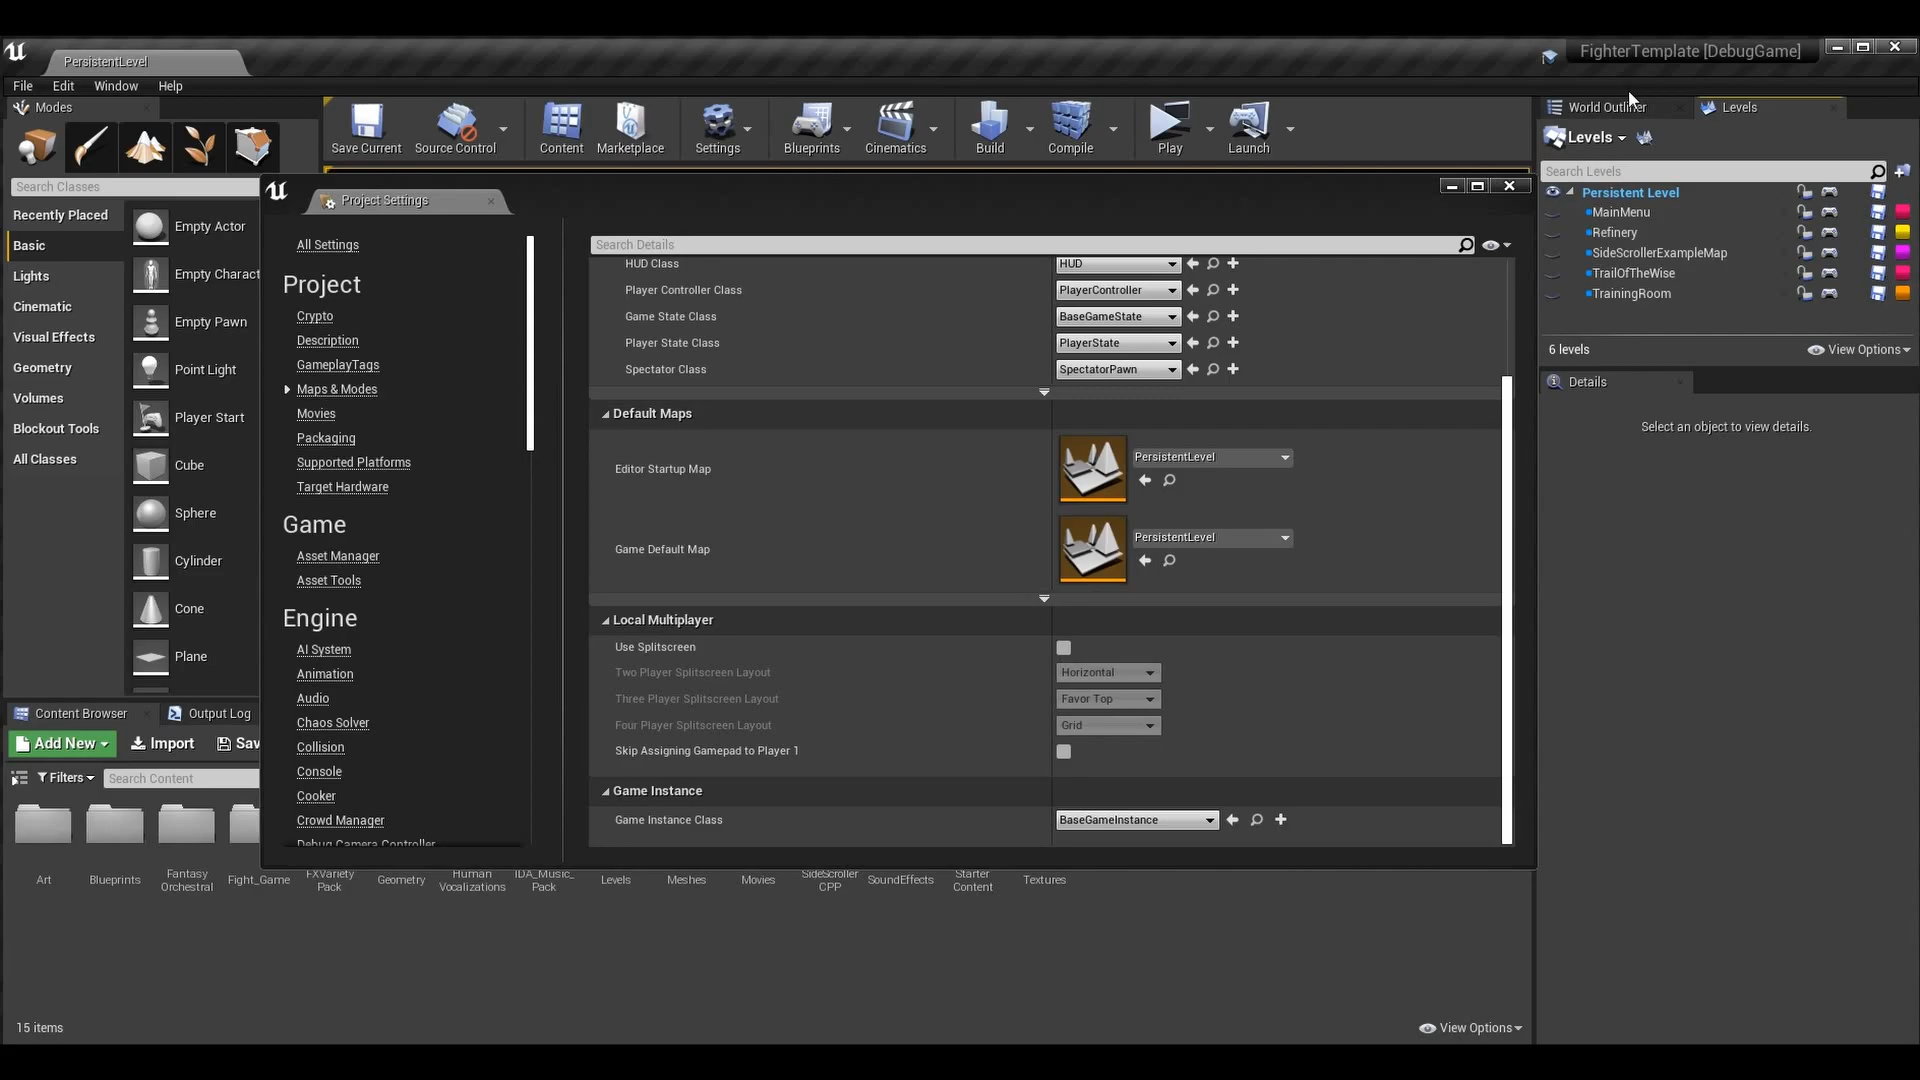 PersistentLevel
FighterTemplate [DebugGame]
File Edit Window Help
Modes
Search Classes
Recently Placed
Basic
Lights
Cinematic
Visual Effects
Geometry
Volumes
Blockout Tools
All Classes
Empty Actor
Empty Charact
Empty Pawn
Point Light
Player Start
Cube
Sphere
Cylinder
Cone
Plane
Save Current
Source Control
Content
Marketplace
Settings
Blueprints
Cinematics
Build
Compile
Play
Launch
Project Settings
All Settings
Project
Crypto
Description
GameplayTags
Maps & Modes
Movies
Packaging
Supported Platforms
Target Hardware
Game
Asset Manager
Asset Tools
Engine
AI System
Animation
Audio
Chaos Solver
Collision
Console
Cooker
Crowd Manager
Debug Camera Controller
Search Details
HUD Class HUD
Player Controller Class PlayerController
Game State Class BaseGameState
Player State Class PlayerState
Spectator Class SpectatorPawn
Default Maps
Editor Startup Map PersistentLevel
Game Default Map PersistentLevel
Local Multiplayer
Use Splitscreen
Two Player Splitscreen Layout Horizontal
Three Player Splitscreen Layout Favor Top
Four Player Splitscreen Layout Grid
Skip Assigning Gamepad to Player 1
Game Instance
Game Instance Class BaseGameInstance
World Outliner
Levels
Levels
Search Levels
Persistent Level
MainMenu
Refinery
SideScrollerExampleMap
TrailOfTheWise
TrainingRoom
6 levels
View Options
Details
Select an object to view details.
Content Browser
Output Log
Add New
Import
Sav
Filters
Search Content
Art
Blueprints
Fantasy
Orchestral
Fight_Game
FXVariety
Pack
Geometry
Human
Vocalizations
IDA_Music_
Pack
Levels
Meshes
Movies
SideScroller
CPP
SoundEffects
Starter
Content
Textures
15 items
View Options